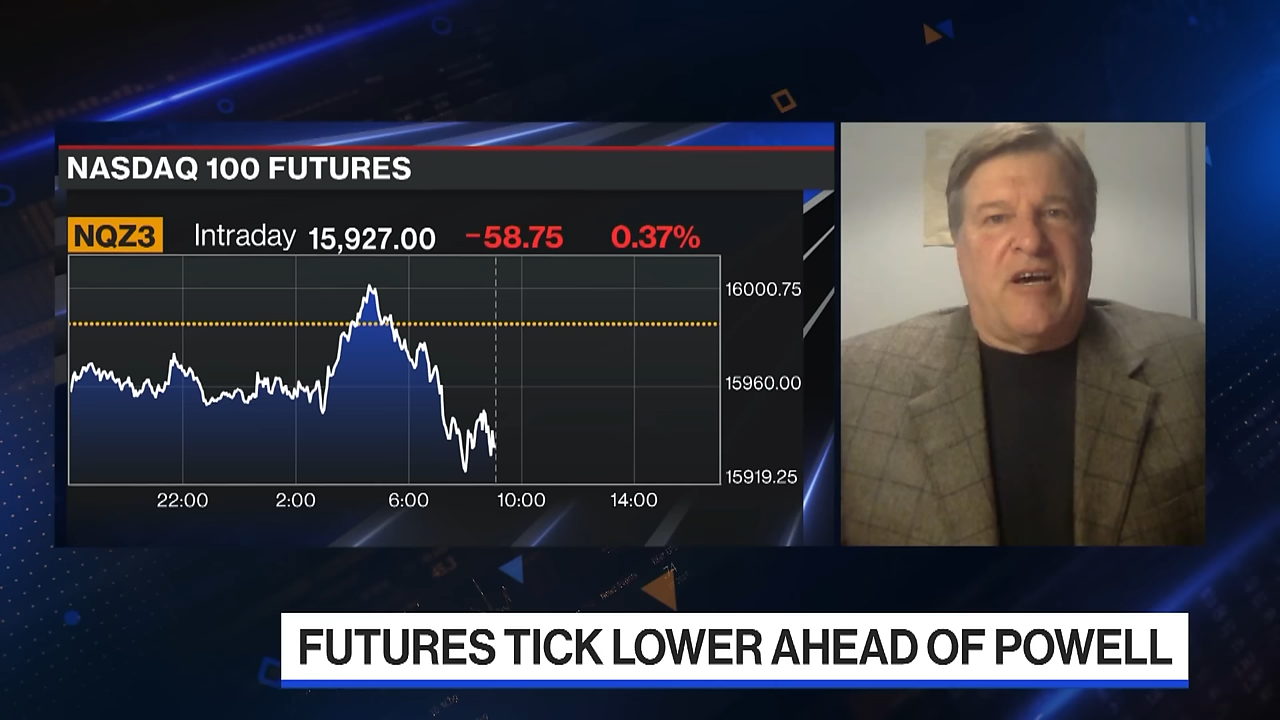 NASDAQ 100 FUTURES
NQZ3 Intraday 15,927.00 −58.75 0.37%
16000.75
15960.00
15919.25
22:00 2:00 6:00 10:00 14:00
FUTURES TICK LOWER AHEAD OF POWELL